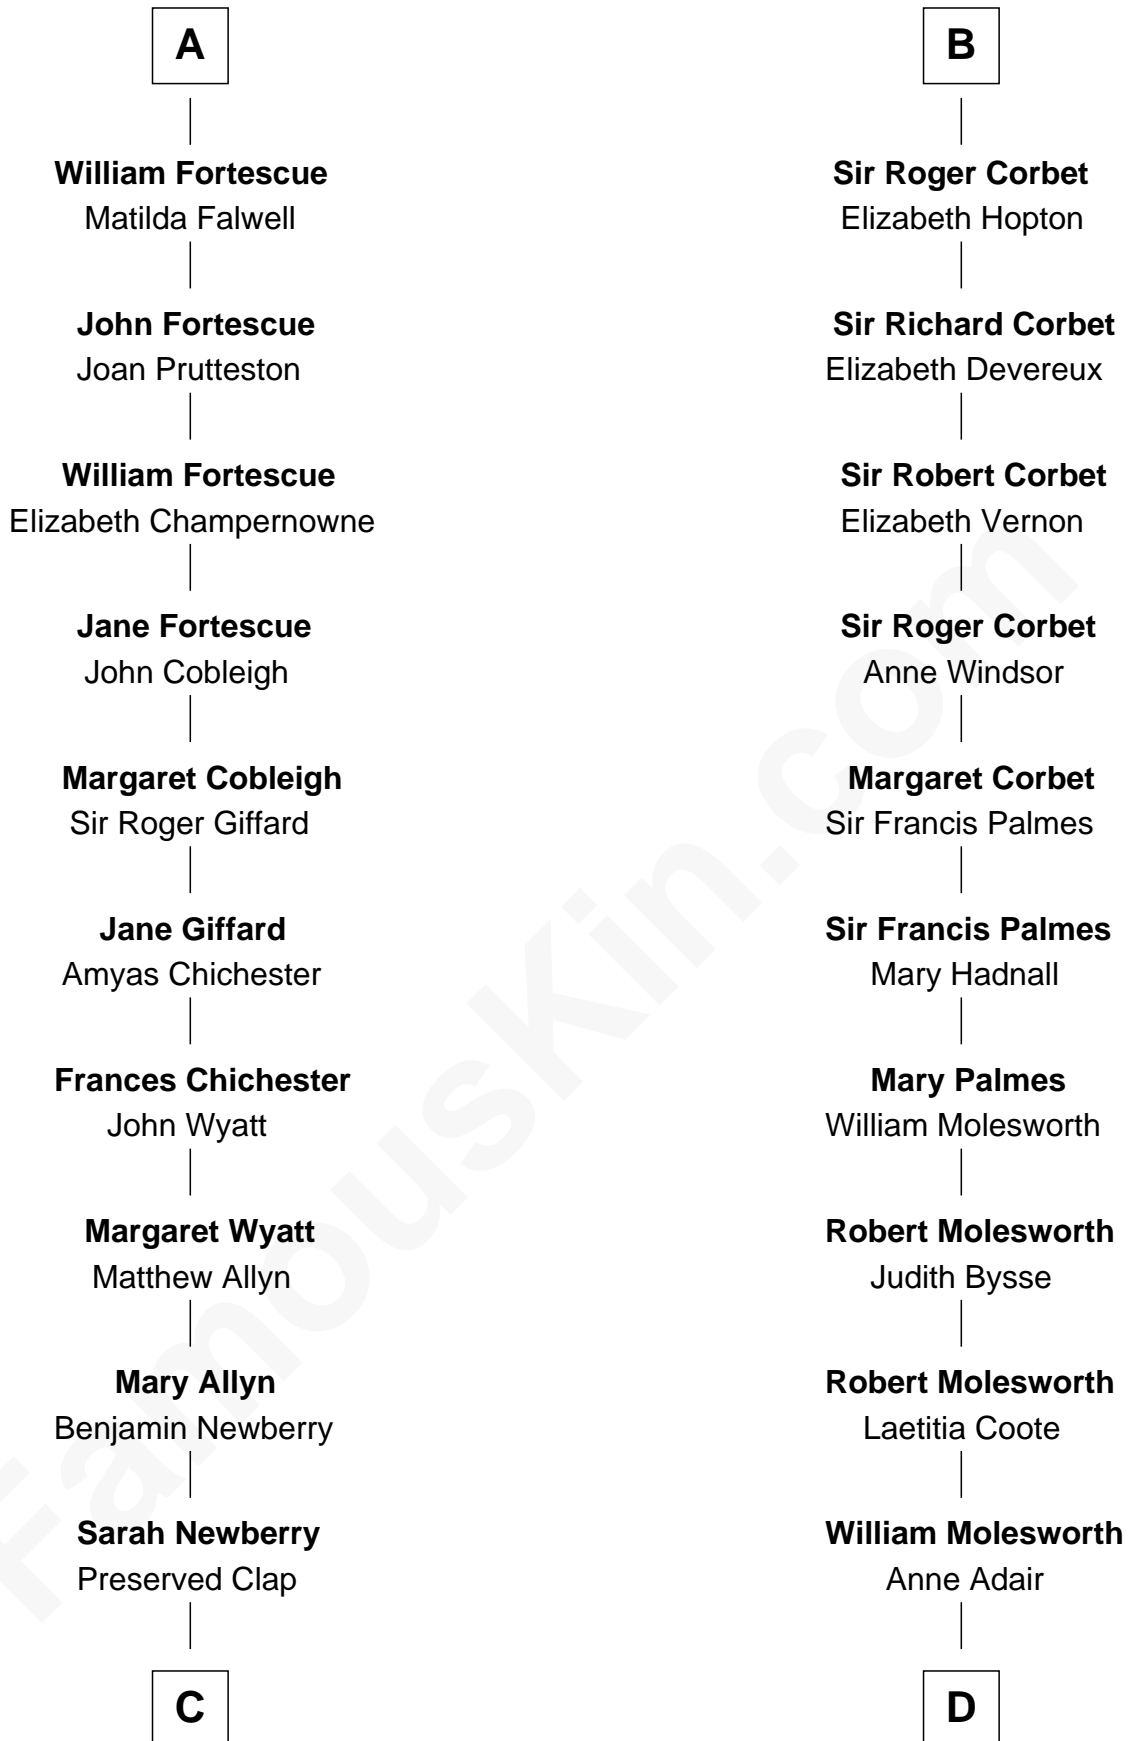 A
William Fortescue
Matilda Falwell
John Fortescue
Joan Prutteston
William Fortescue
Elizabeth Champernowne
Jane Fortescue
John Cobleigh
Margaret Cobleigh
Sir Roger Giffard
Jane Giffard
Amyas Chichester
Frances Chichester
John Wyatt
Margaret Wyatt
Matthew Allyn
Mary Allyn
Benjamin Newberry
Sarah Newberry
Preserved Clap
C
B
Sir Roger Corbet
Elizabeth Hopton
Sir Richard Corbet
Elizabeth Devereux
Sir Robert Corbet
Elizabeth Vernon
Sir Roger Corbet
Anne Windsor
Margaret Corbet
Sir Francis Palmes
Sir Francis Palmes
Mary Hadnall
Mary Palmes
William Molesworth
Robert Molesworth
Judith Bysse
Robert Molesworth
Laetitia Coote
William Molesworth
Anne Adair
D
FamousKin.com